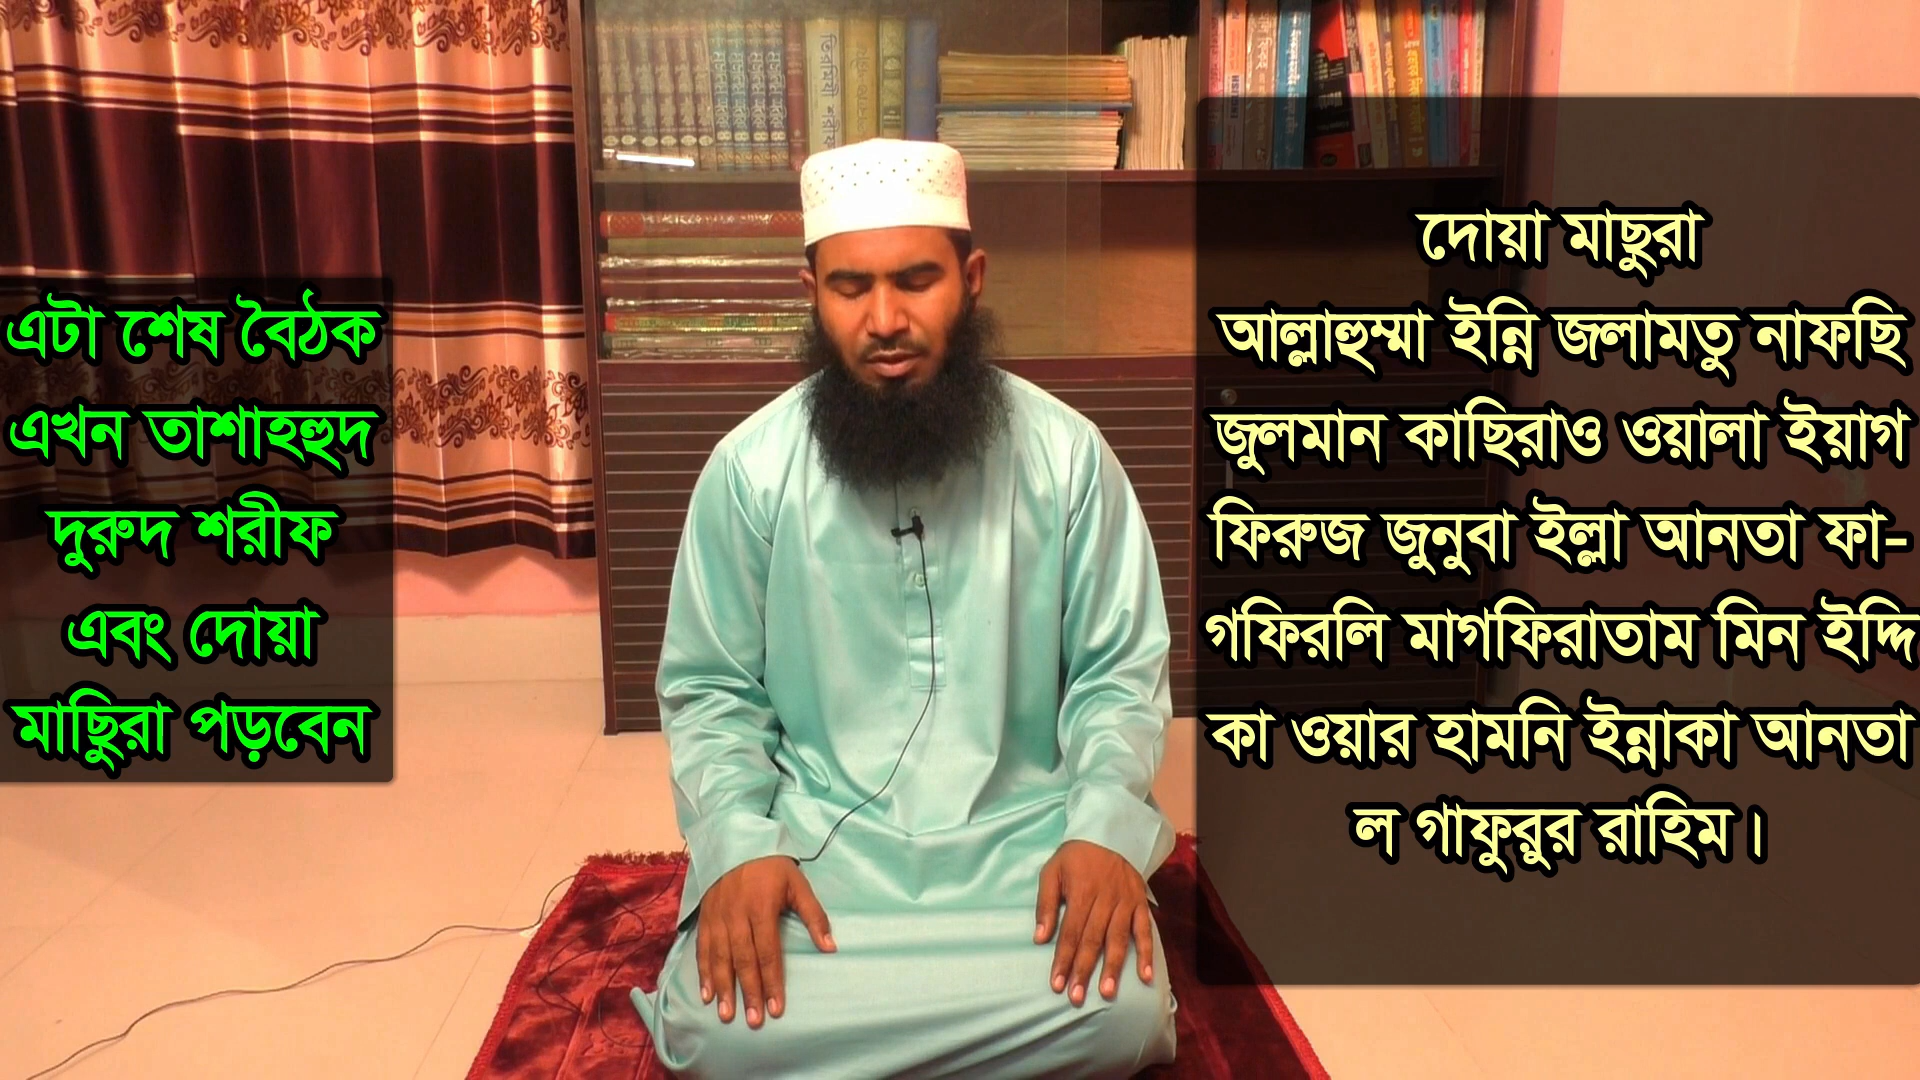 এটা শেষ বৈঠক
এখন তাশাহহুদ
দুরুদ শরীফ
এবং দোয়া
মাছুিরা পড়বেন
দোয়া মাছুরা
আল্লাহুম্মা ইন্নি জলামতু নাফছি
জুলমান কাছিরাও ওয়ালা ইয়াগ
ফিরুজ জুনুবা ইল্লা আনতা ফা-
গফিরলি মাগফিরাতাম মিন ইদ্দি
কা ওয়ার হামনি ইন্নাকা আনতা
ল গাফুরুর রাহিম।